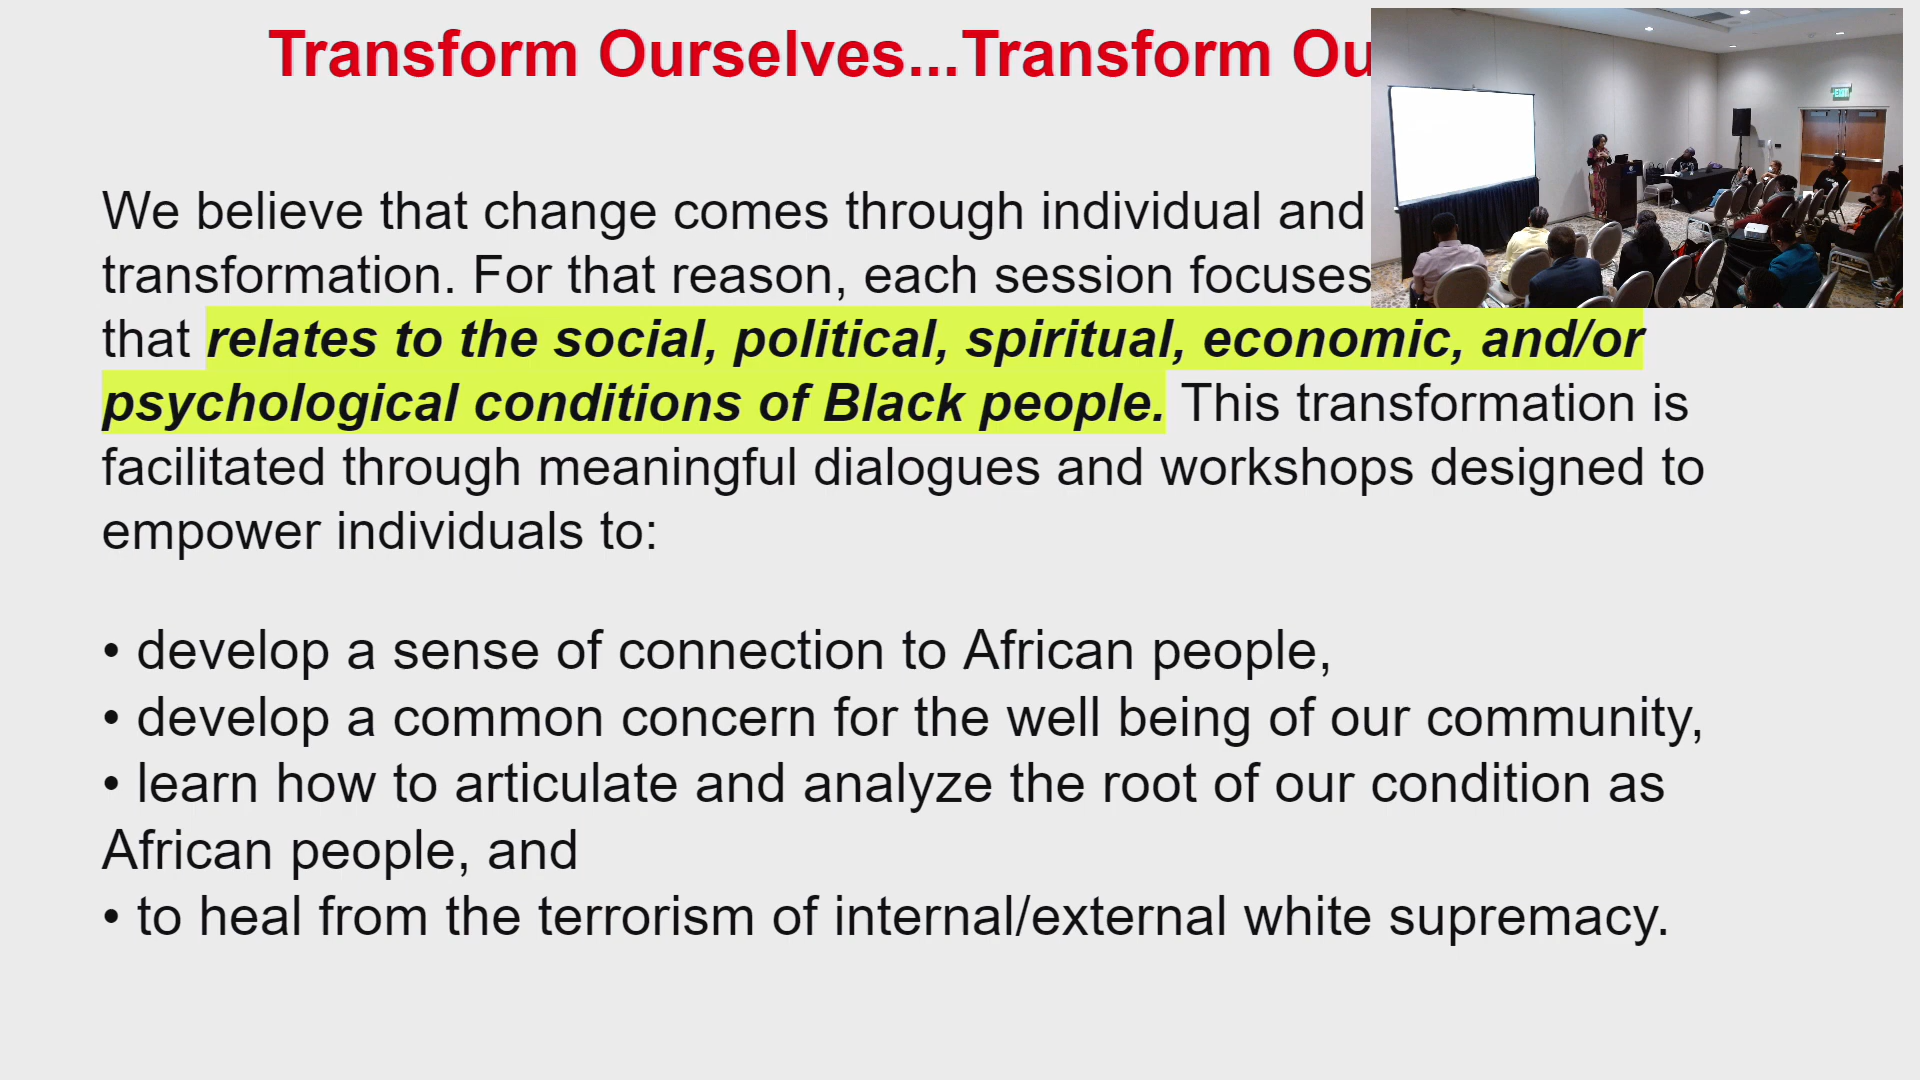 Transform Ourselves...Transform Ou
We believe that change comes through individual and
transformation. For that reason, each session focuses
that relates to the social, political, spiritual, economic, and/or
psychological conditions of Black people. This transformation is
facilitated through meaningful dialogues and workshops designed to
empower individuals to:
• develop a sense of connection to African people,
• develop a common concern for the well being of our community,
• learn how to articulate and analyze the root of our condition as
African people, and
• to heal from the terrorism of internal/external white supremacy.
EXIT